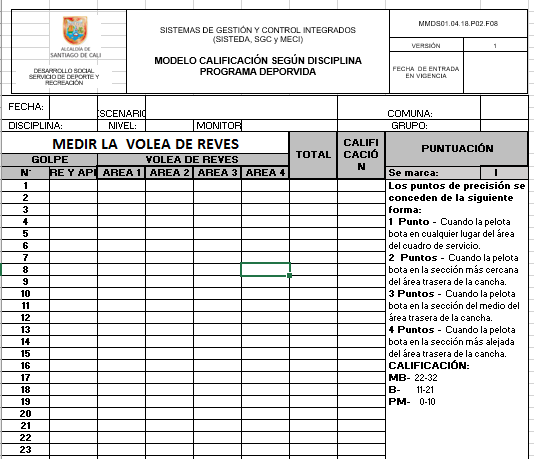 ALCALDÍA DE
SANTIAGO DE CALI
DESARROLLO SOCIAL
SERVICIO DE DEPORTE Y
RECREACIÓN
SISTEMAS DE GESTIÓN Y CONTROL INTEGRADOS
(SISTEDA, SGC y MECI)
MODELO CALIFICACIÓN SEGÚN DISCIPLINA
PROGRAMA DEPORVIDA
MMDS01.04.18.P02.F08
VERSIÓN 1
FECHA DE ENTRADA
EN VIGENCIA
FECHA: ESCENARIO COMUNA:
DISCIPLINA: NIVEL: MONITOR GRUPO:
MEDIR LA VOLEA DE REVES
GOLPE VOLEA DE REVES
N° RE Y API AREA 1 AREA 2 AREA 3 AREA 4
TOTAL
CALIFI
CACIÓ
N
PUNTUACIÓN
Se marca: I
1
2
3
4
5
6
7
8
9
10
11
12
13
14
15
16
17
18
19
20
21
22
23
Los puntos de precisión se
conceden de la siguiente
forma:
1 Punto - Cuando la pelota
bota en cualquier lugar del área
del cuadro de servicio.
2 Puntos - Cuando la pelota
bota en la sección más cercana
del área trasera de la cancha.
3 Puntos - Cuando la pelota
bota en la sección del medio del
área trasera de la cancha.
4 Puntos - Cuando la pelota
bota en la sección más alejada
del área trasera de la cancha.
CALIFICACIÓN:
MB- 22-32
B- 11-21
PM- 0-10